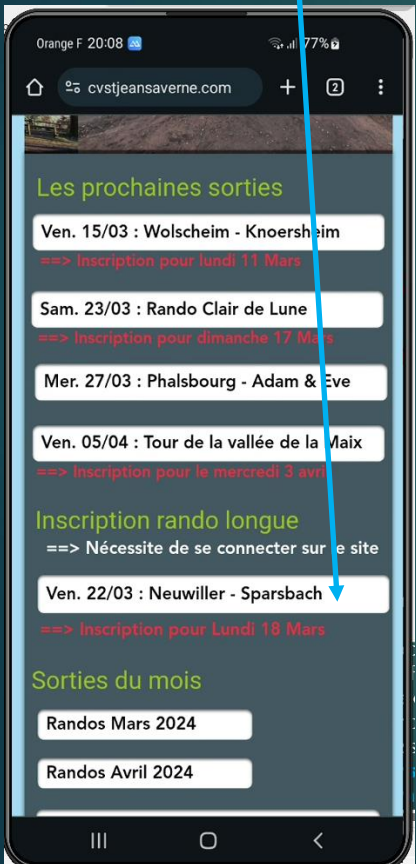 Orange F 20:08 77%
cvstjeansaverne.com 2
Les prochaines sorties
Ven. 15/03 : Wolscheim - Knoersheim
==> Inscription pour lundi 11 Mars
Sam. 23/03 : Rando Clair de Lune
==> Inscription pour dimanche 17 Mars
Mer. 27/03 : Phalsbourg - Adam & Eve
Ven. 05/04 : Tour de la vallée de la Maix
==> Inscription pour le mercredi 3 avril
Inscription rando longue
==> Nécessite de se connecter sur le site
Ven. 22/03 : Neuwiller - Sparsbach
==> Inscription pour Lundi 18 Mars
Sorties du mois
Randos Mars 2024
Randos Avril 2024